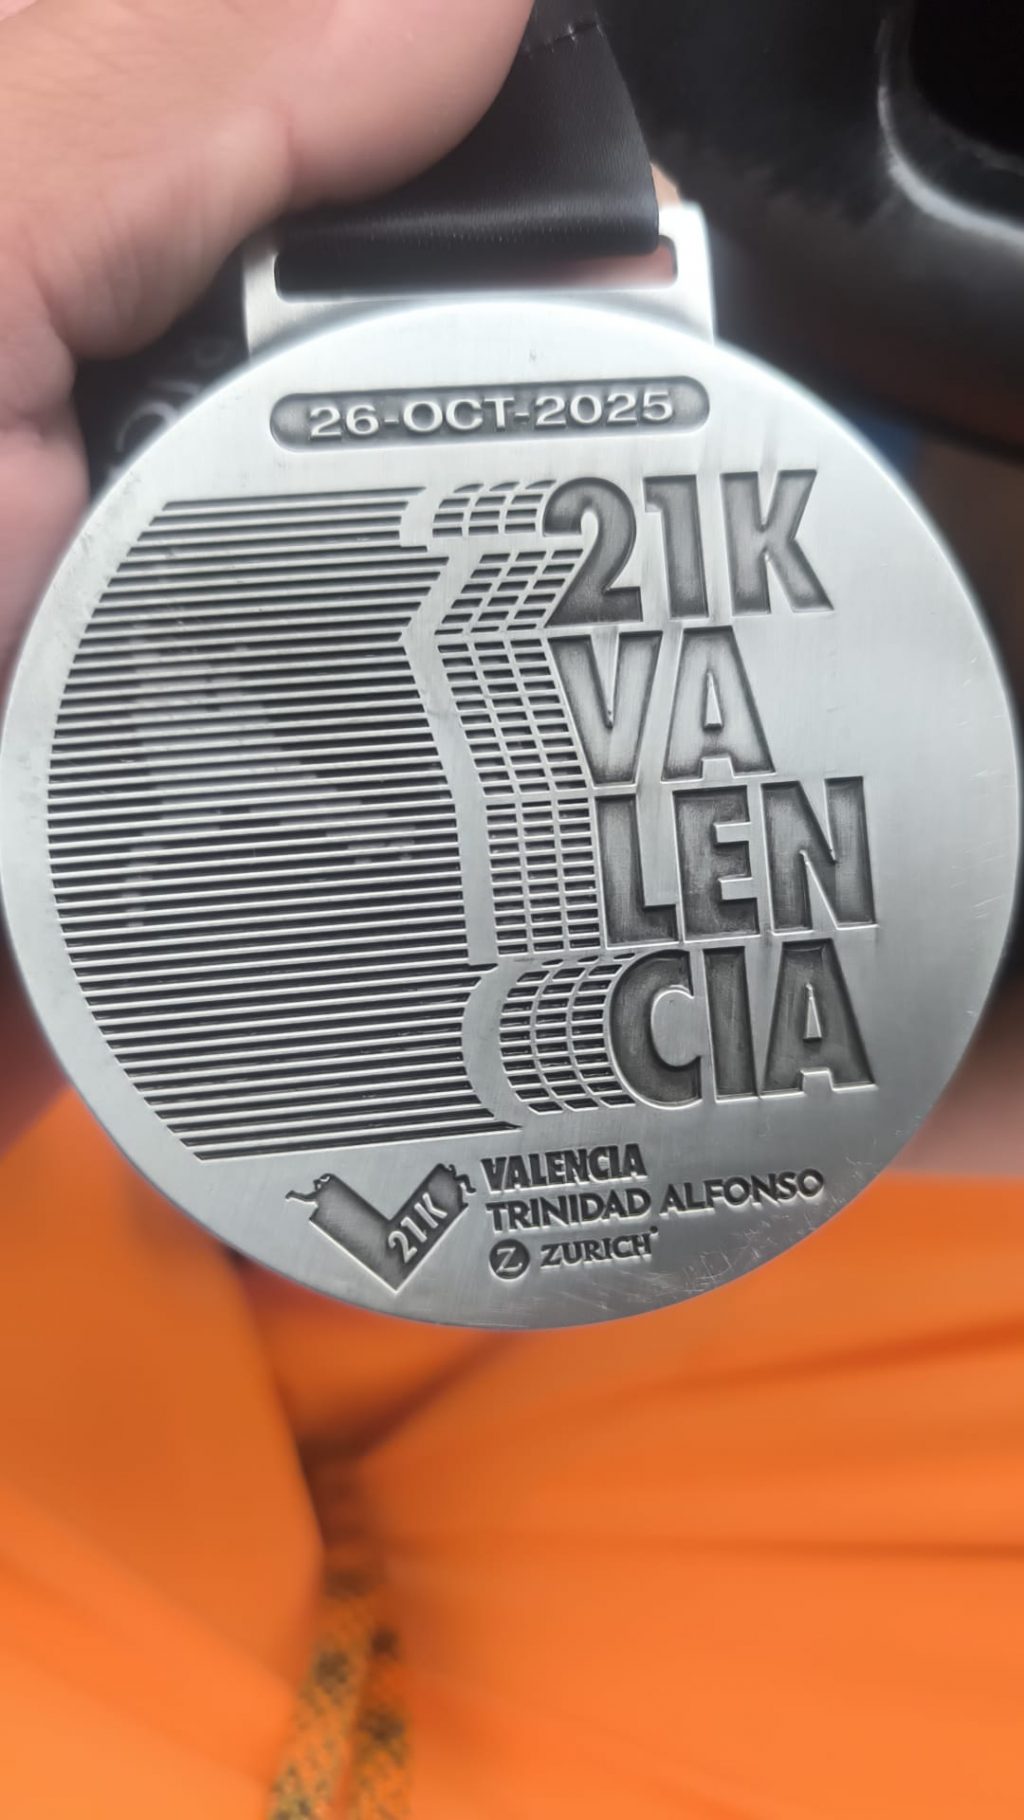 26-OCT-2025
21K
VA
LEN
CIA
21K
VALENCIA
TRINIDAD ALFONSO
Z ZURICH